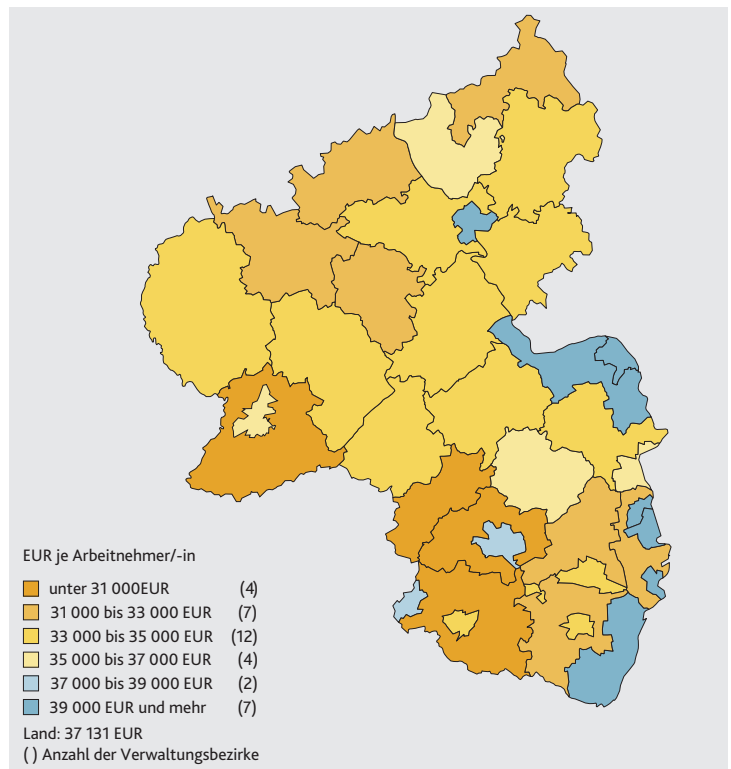 EUR je Arbeitnehmer/-in
unter 31 000EUR (4)
31 000 bis 33 000 EUR (7)
33 000 bis 35 000 EUR (12)
35 000 bis 37 000 EUR (4)
37 000 bis 39 000 EUR (2)
39 000 EUR und mehr (7)
Land: 37 131 EUR
( ) Anzahl der Verwaltungsbezirke